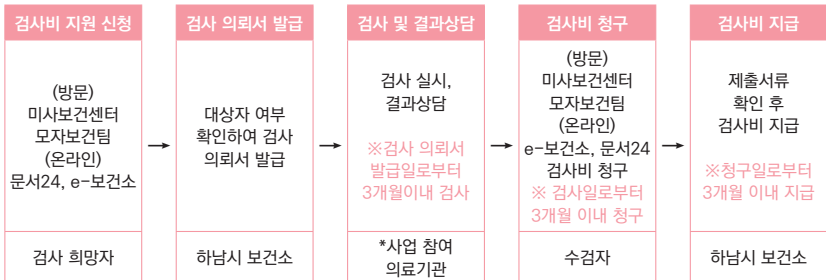 검사비 지원 신청
(방문)
미사보건센터
모자보건팀
(온라인)
문서24, e-보건소
검사 희망자
검사 의뢰서 발급
대상자 여부
확인하여 검사
의뢰서 발급
하남시 보건소
검사 및 결과상담
검사 실시,
결과상담
※검사 의뢰서
발급일로부터
3개월이내 검사
*사업 참여
의료기관
검사비 청구
(방문)
미사보건센터
모자보건팀
(온라인)
e-보건소, 문서24
검사비 청구
※ 검사일로부터
3개월 이내 청구
수검자
검사비 지급
제출서류
확인 후
검사비 지급
※청구일로부터
3개월 이내 지급
하남시 보건소